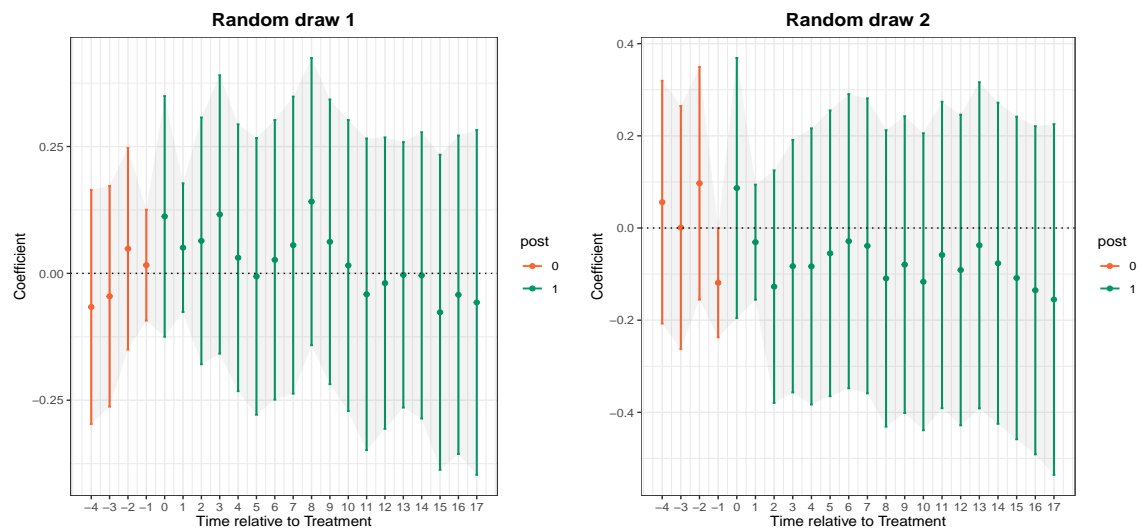 Random draw 1
Coefficient
0.25
0.00
−0.25
−4 −3 −2 −1 0 1 2 3 4 5 6 7 8 9 10 11 12 13 14 15 16 17
Time relative to Treatment
post
0
1
Random draw 2
Coefficient
0.4
0.2
0.0
−0.2
−0.4
−4 −3 −2 −1 0 1 2 3 4 5 6 7 8 9 10 11 12 13 14 15 16 17
Time relative to Treatment
post
0
1